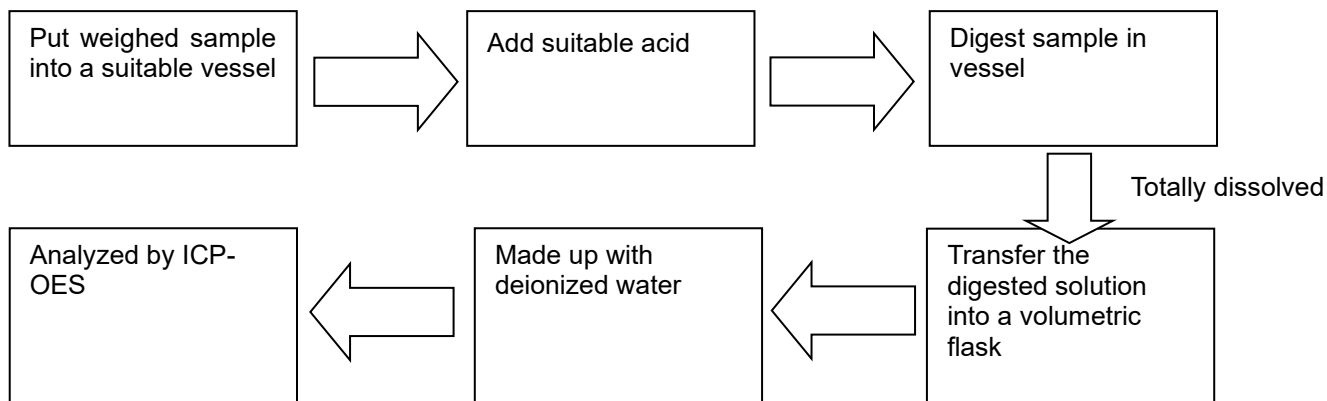 Put weighed sample
into a suitable vessel
Add suitable acid
Digest sample in
vessel
Totally dissolved
Transfer the
digested solution
into a volumetric
flask
Made up with
deionized water
Analyzed by ICP-
OES